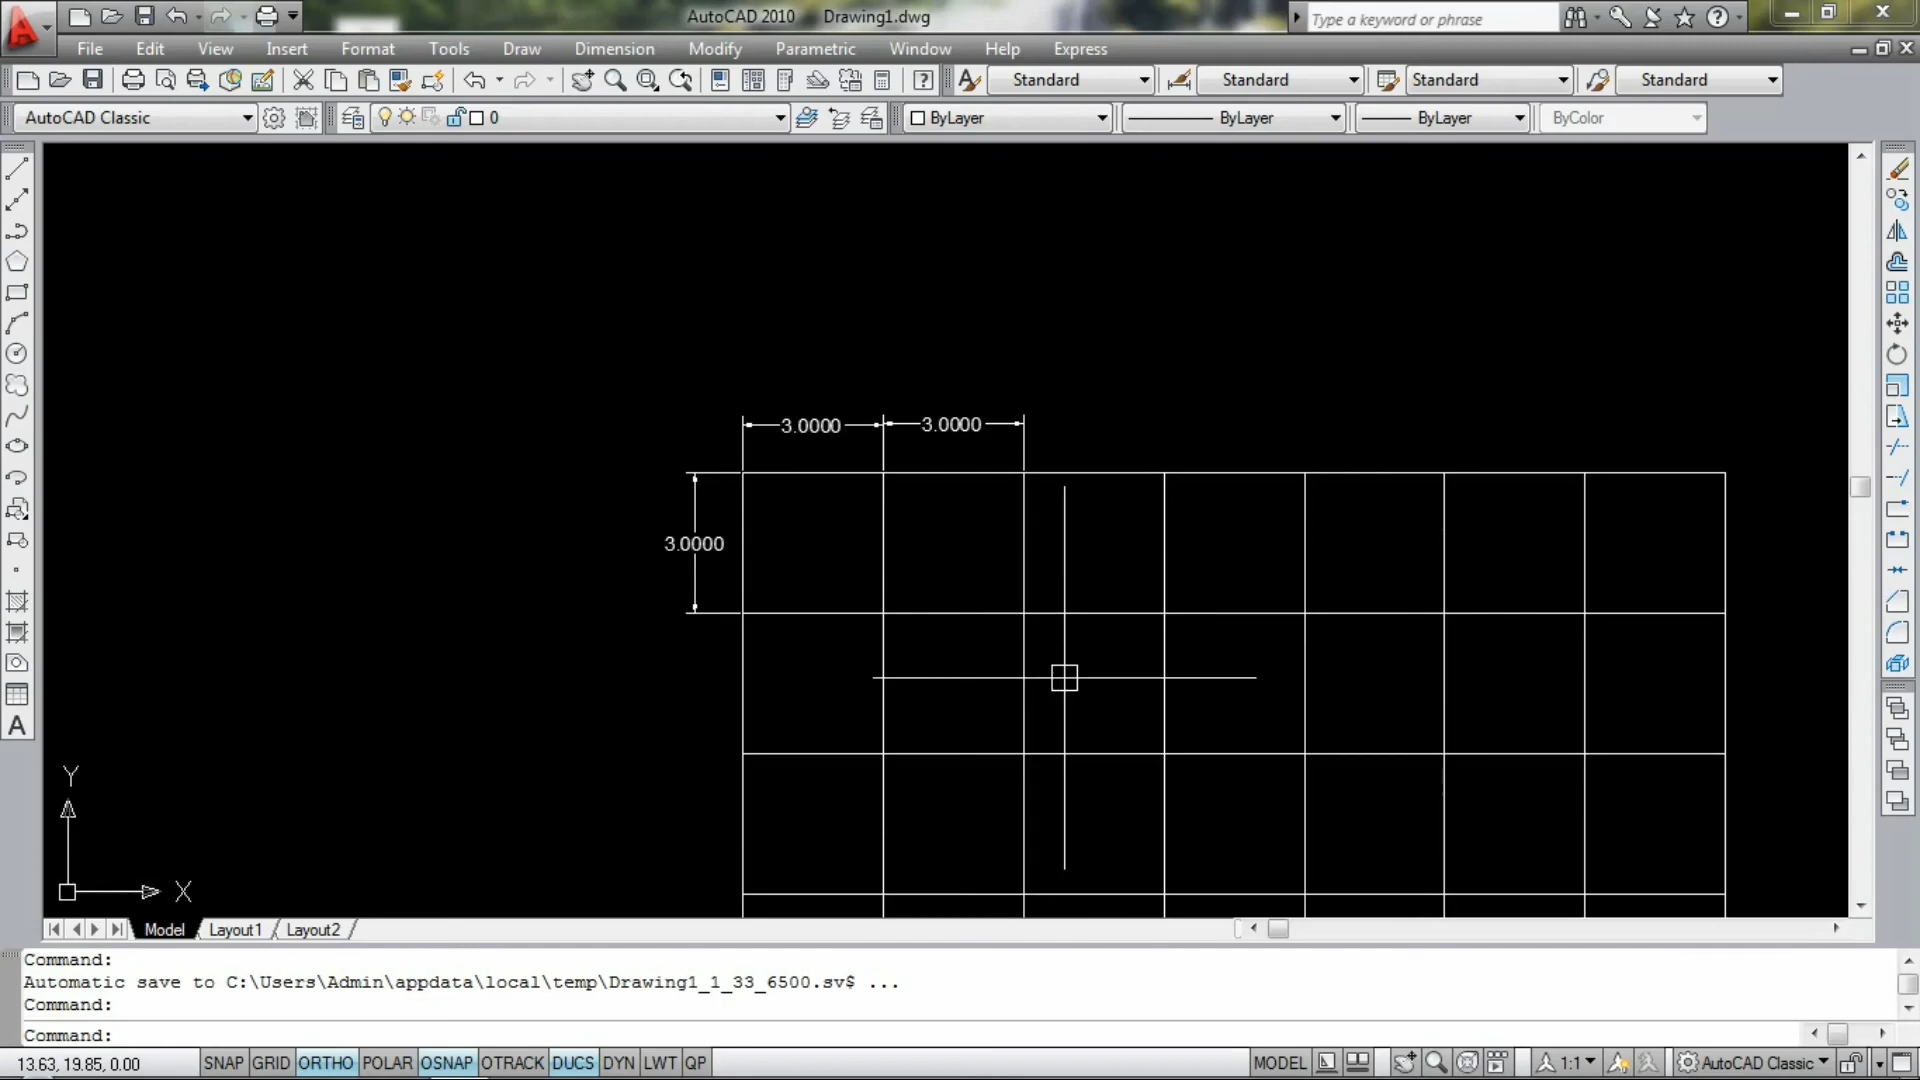 AutoCAD 2010 Drawing1.dwg
Type a keyword or phrase
File Edit View Insert Format Tools Draw Dimension Modify Parametric Window Help Express
Standard Standard Standard Standard
AutoCAD Classic 0 ByLayer ByLayer ByLayer ByColor
A
3.0000 3.0000
3.0000
Y
X
Model Layout1 Layout2
Command:
Automatic save to C:\Users\Admin\appdata\local\temp\Drawing1_1_33_6500.sv$ ...
Command:
Command:
13.63, 19.85, 0.00 SNAP GRID ORTHO POLAR OSNAP OTRACK DUCS DYN LWT QP MODEL 1:1 AutoCAD Classic